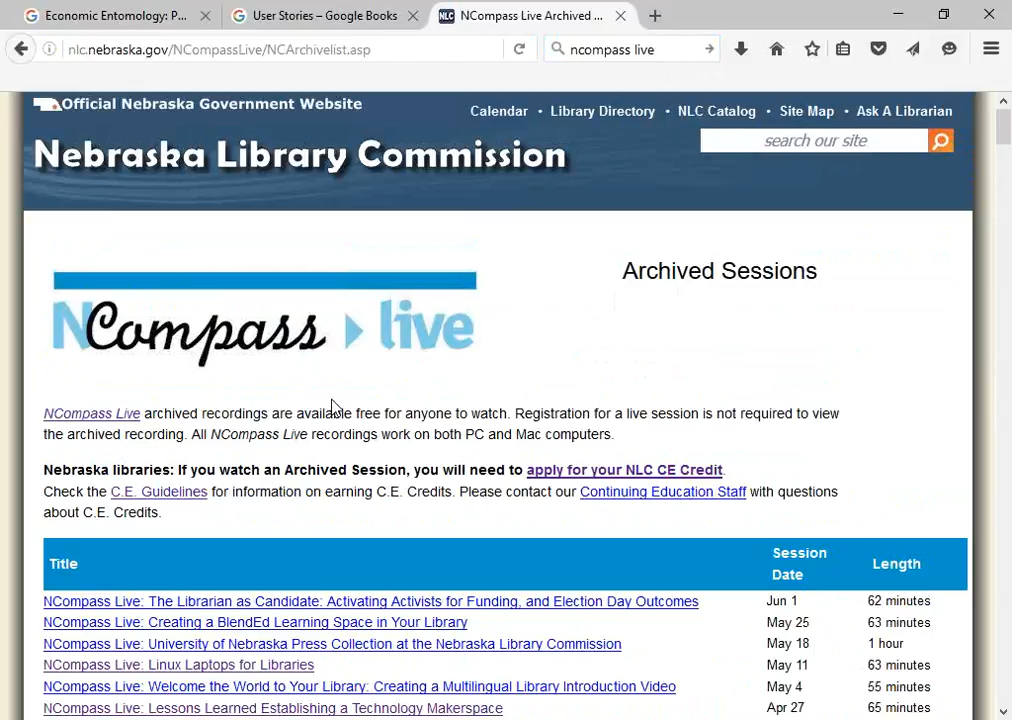 Economic Entomology: P...
User Stories – Google Books
NLC NCompass Live Archived ...
nlc.nebraska.gov/NCompassLive/NCArchivelist.asp
ncompass live
Official Nebraska Government Website
Calendar • Library Directory • NLC Catalog • Site Map • Ask A Librarian
Nebraska Library Commission
search our site
NCompass live
Archived Sessions
NCompass Live archived recordings are available free for anyone to watch. Registration for a live session is not required to view
the archived recording. All NCompass Live recordings work on both PC and Mac computers.
Nebraska libraries: If you watch an Archived Session, you will need to apply for your NLC CE Credit.
Check the C.E. Guidelines for information on earning C.E. Credits. Please contact our Continuing Education Staff with questions
about C.E. Credits.
Title Session Date Length
NCompass Live: The Librarian as Candidate: Activating Activists for Funding, and Election Day Outcomes Jun 1 62 minutes
NCompass Live: Creating a BlendEd Learning Space in Your Library May 25 63 minutes
NCompass Live: University of Nebraska Press Collection at the Nebraska Library Commission May 18 1 hour
NCompass Live: Linux Laptops for Libraries May 11 63 minutes
NCompass Live: Welcome the World to Your Library: Creating a Multilingual Library Introduction Video May 4 55 minutes
NCompass Live: Lessons Learned Establishing a Technology Makerspace Apr 27 65 minutes